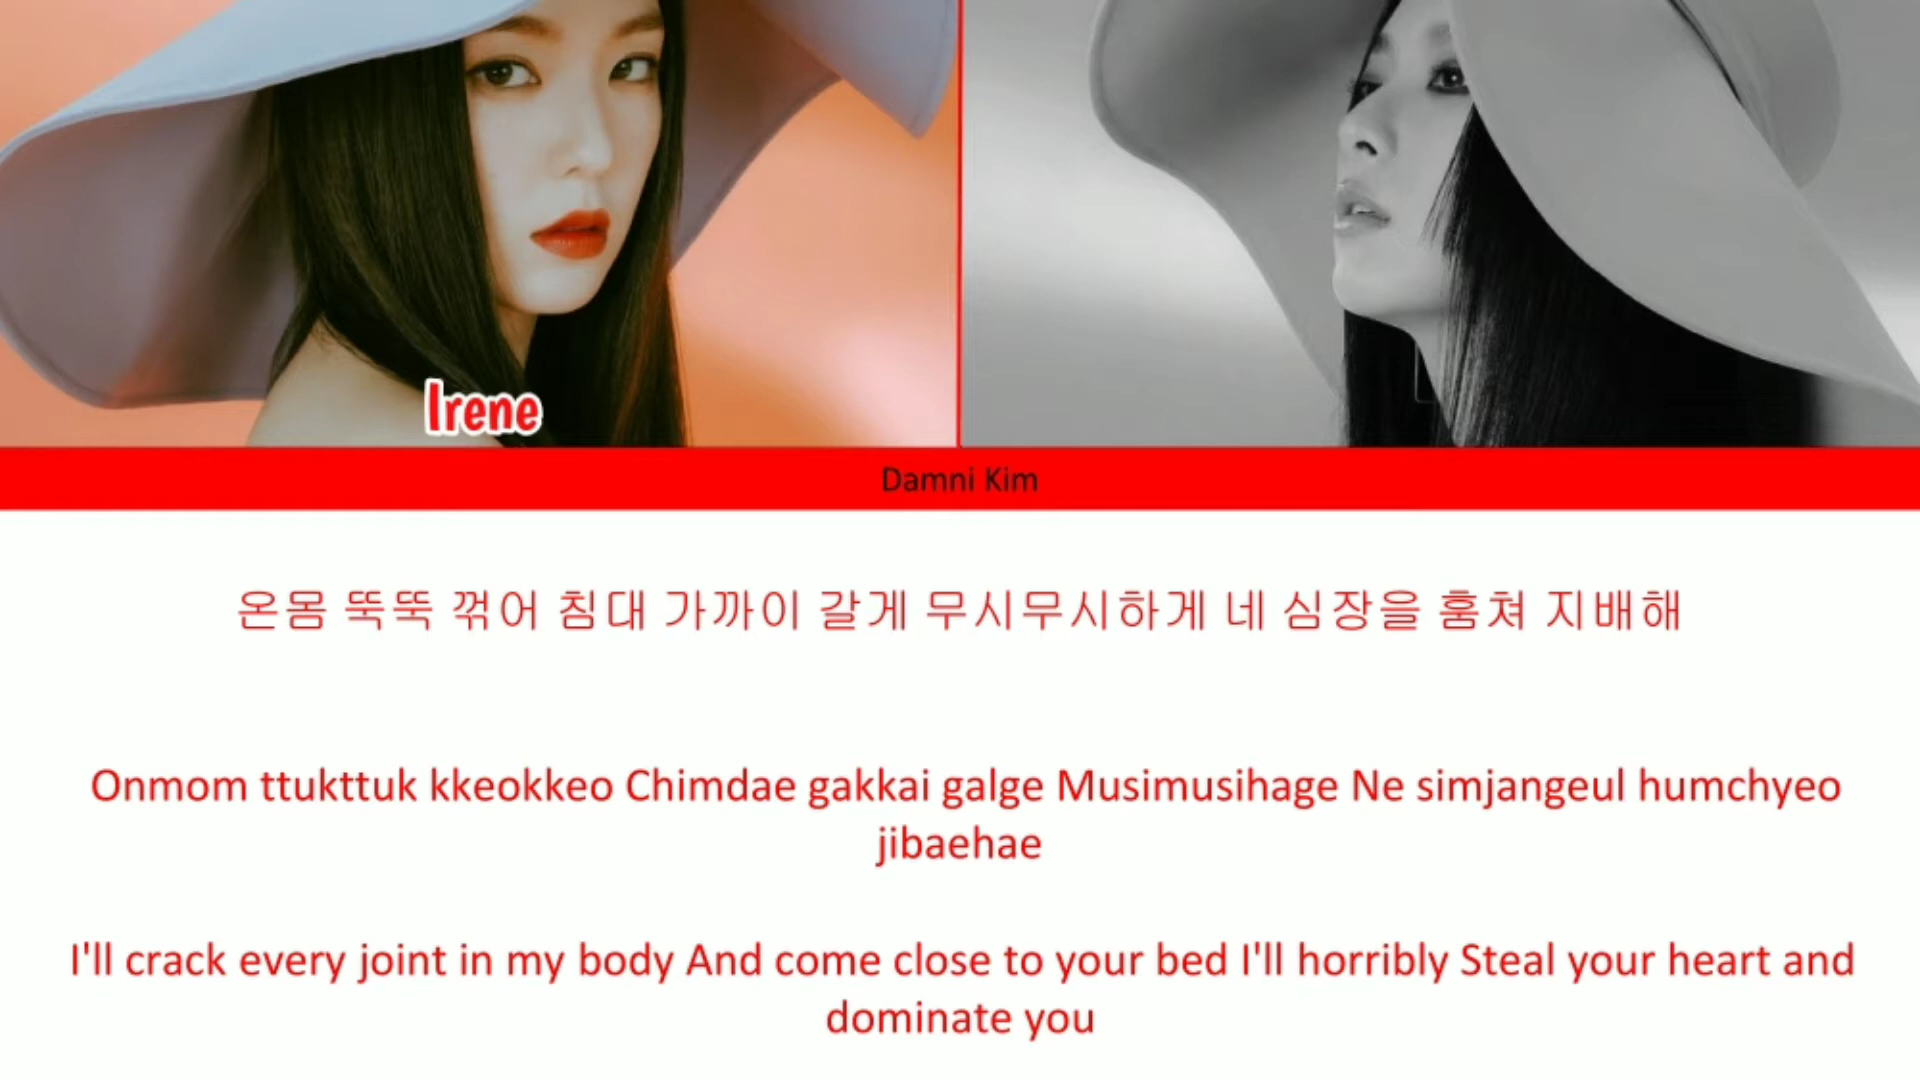 Irene
Damni Kim
온몸 뚝뚝 꺾어 침대 가까이 갈게 무시무시하게 네 심장을 훔쳐 지배해
Onmom ttukttuk kkeokkeo Chimdae gakkai galge Musimusihage Ne simjangeul humchyeo
jibaehae
I'll crack every joint in my body And come close to your bed I'll horribly Steal your heart and
dominate you